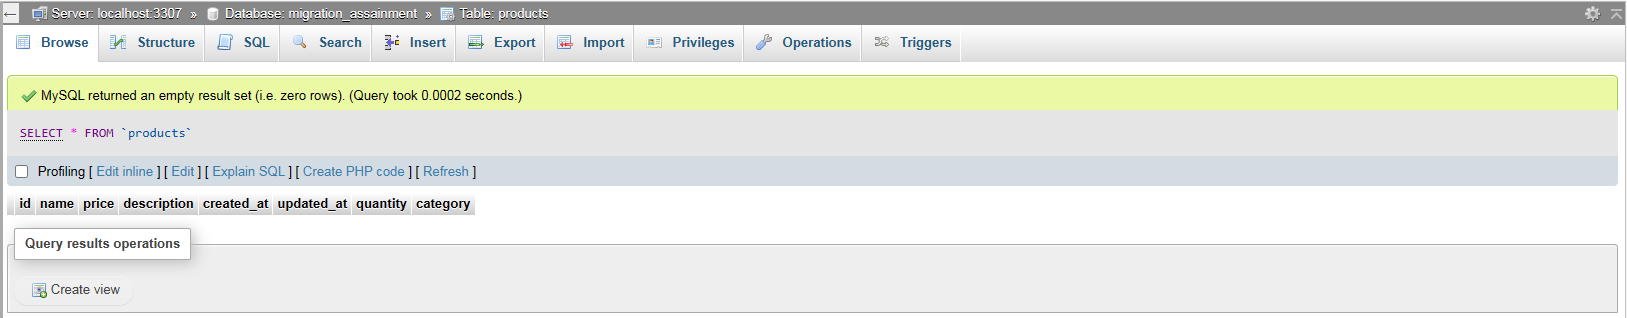 Server: localhost:3307 » Database: migration_assainment » Table: products
Browse Structure SQL Search Insert Export Import Privileges Operations Triggers
MySQL returned an empty result set (i.e. zero rows). (Query took 0.0002 seconds.)
SELECT * FROM `products`
Profiling [ Edit inline ] [ Edit ] [ Explain SQL ] [ Create PHP code ] [ Refresh ]
id name price description created_at updated_at quantity category
Query results operations
Create view